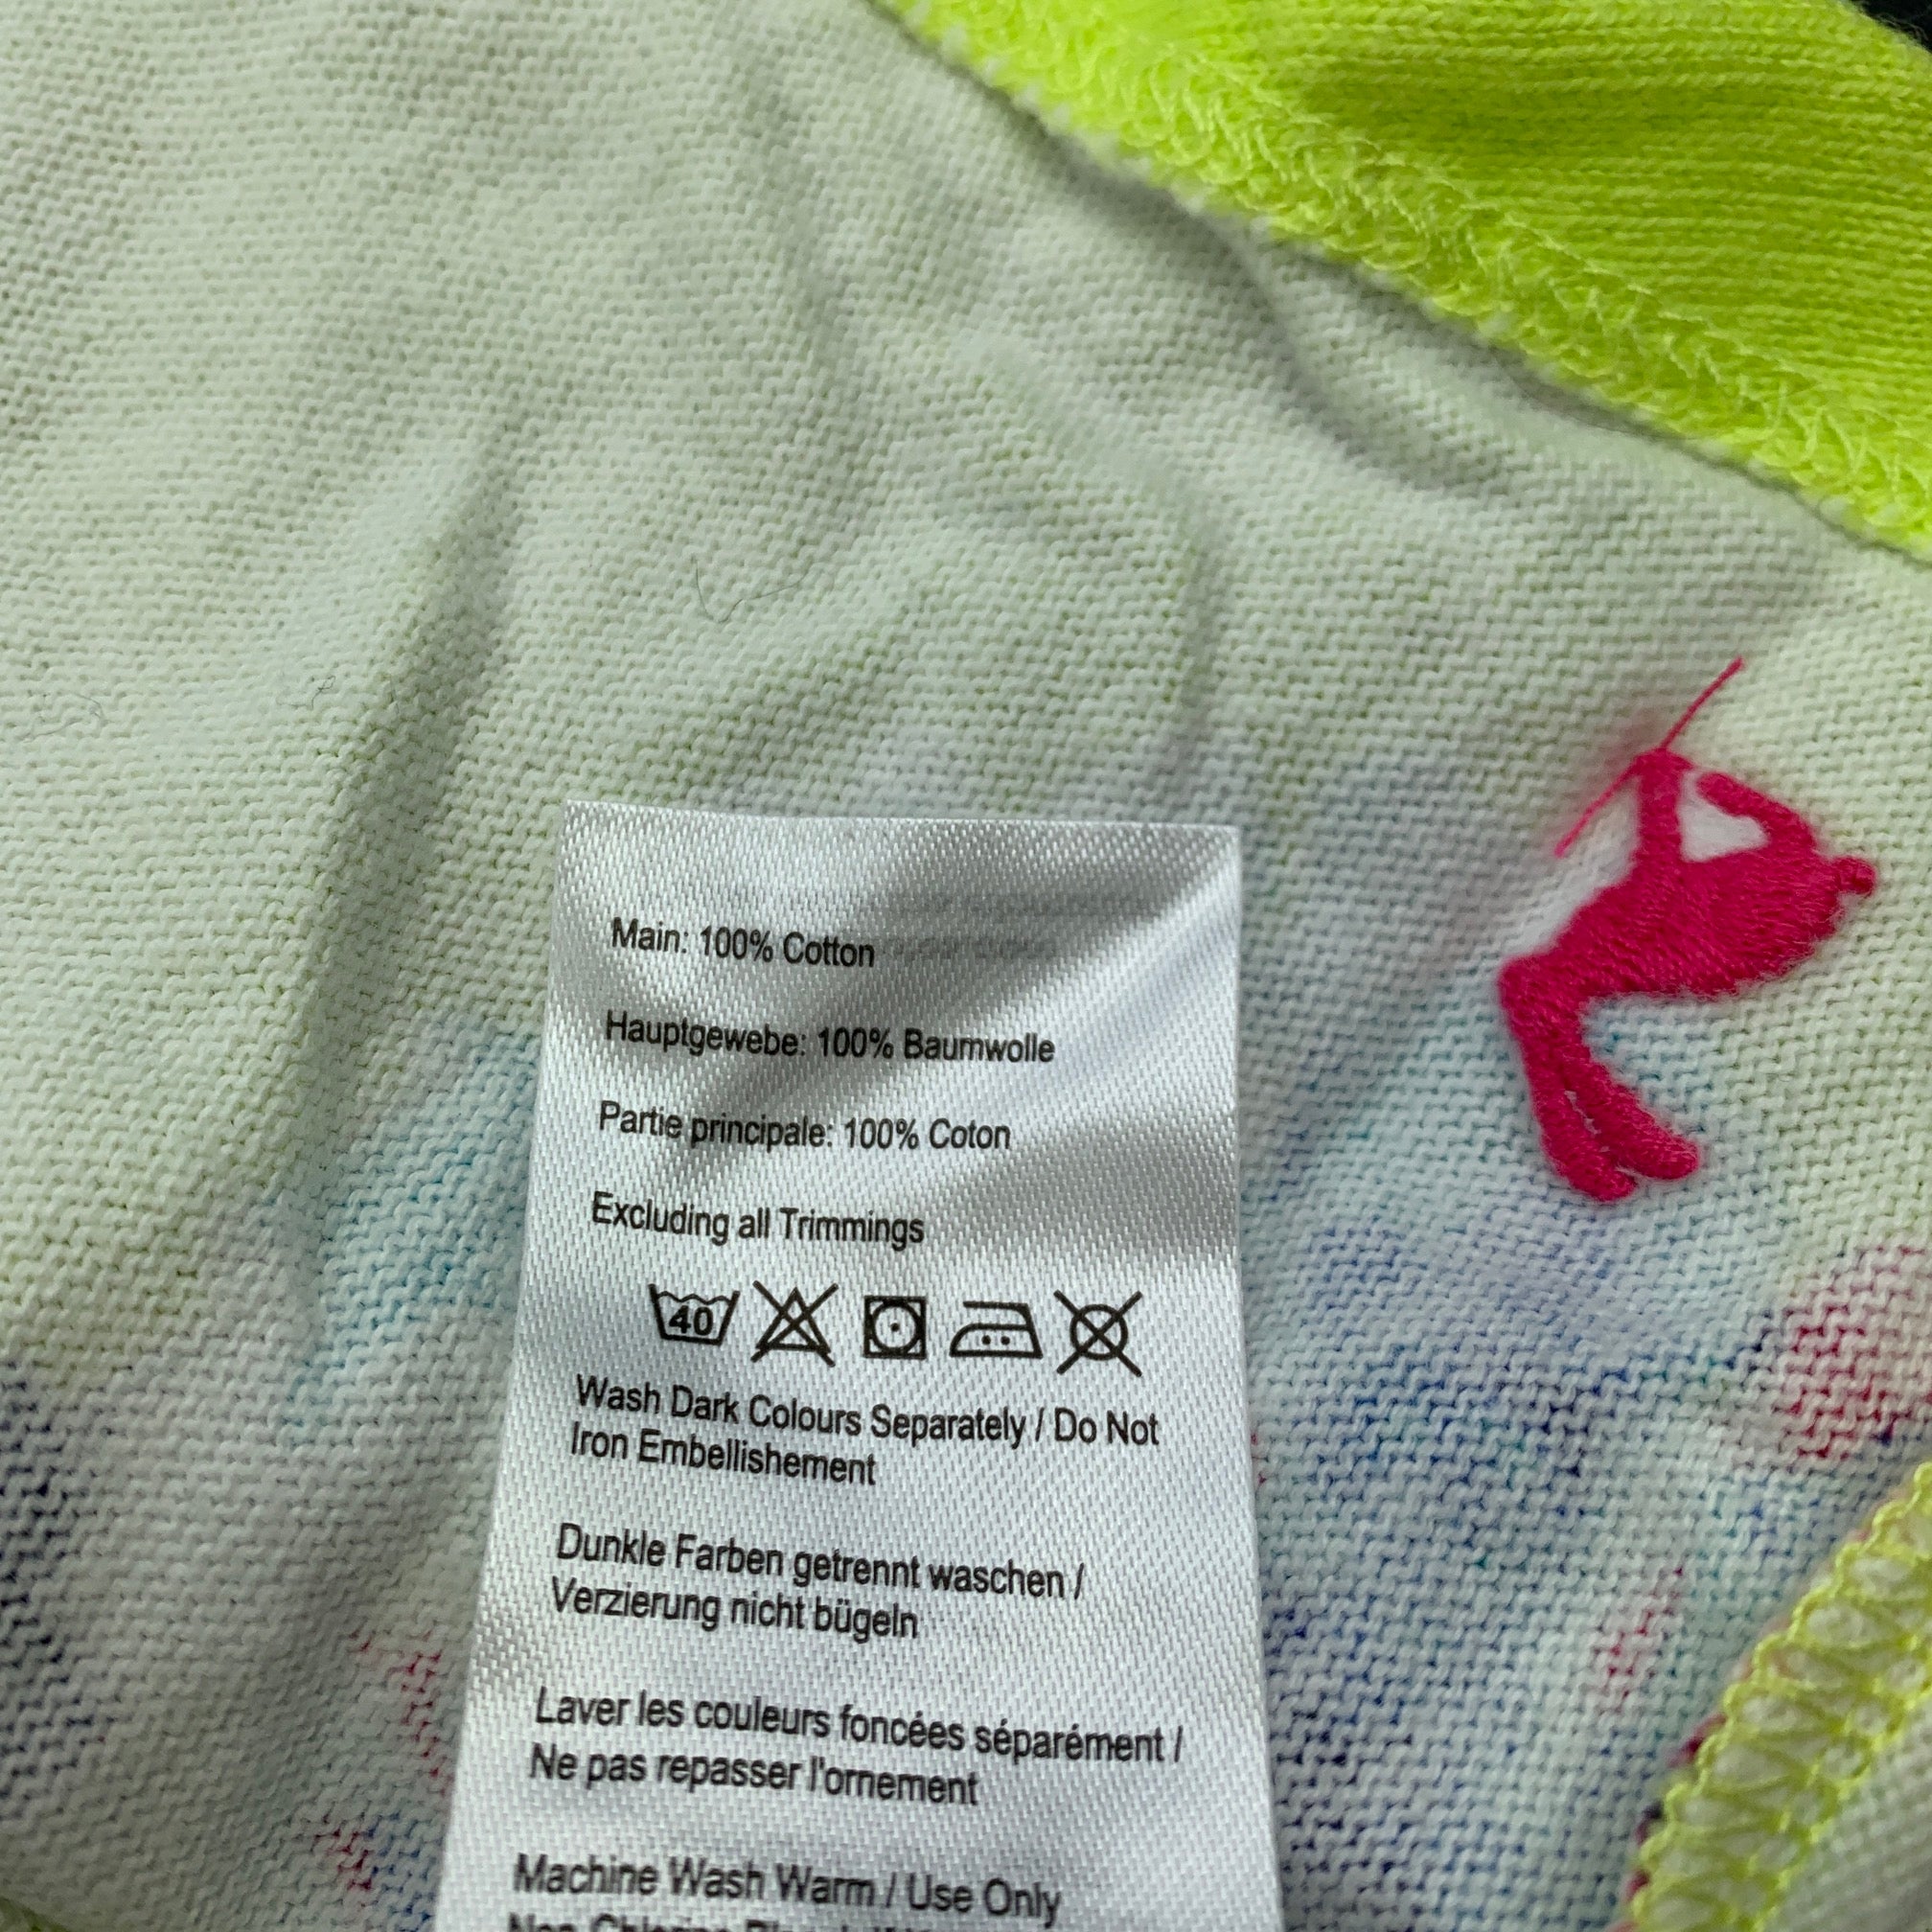 Main: 100% Cotton
Hauptgewebe: 100% Baumwolle
Partie principale: 100% Coton
Excluding all Trimmings
40
Wash Dark Colours Separately / Do Not
Iron Embellishement
Dunkle Farben getrennt waschen /
Verzierung nicht bügeln
Laver les couleurs foncées séparément /
Ne pas repasser l'ornement
Machine Wash Warm / Use Only